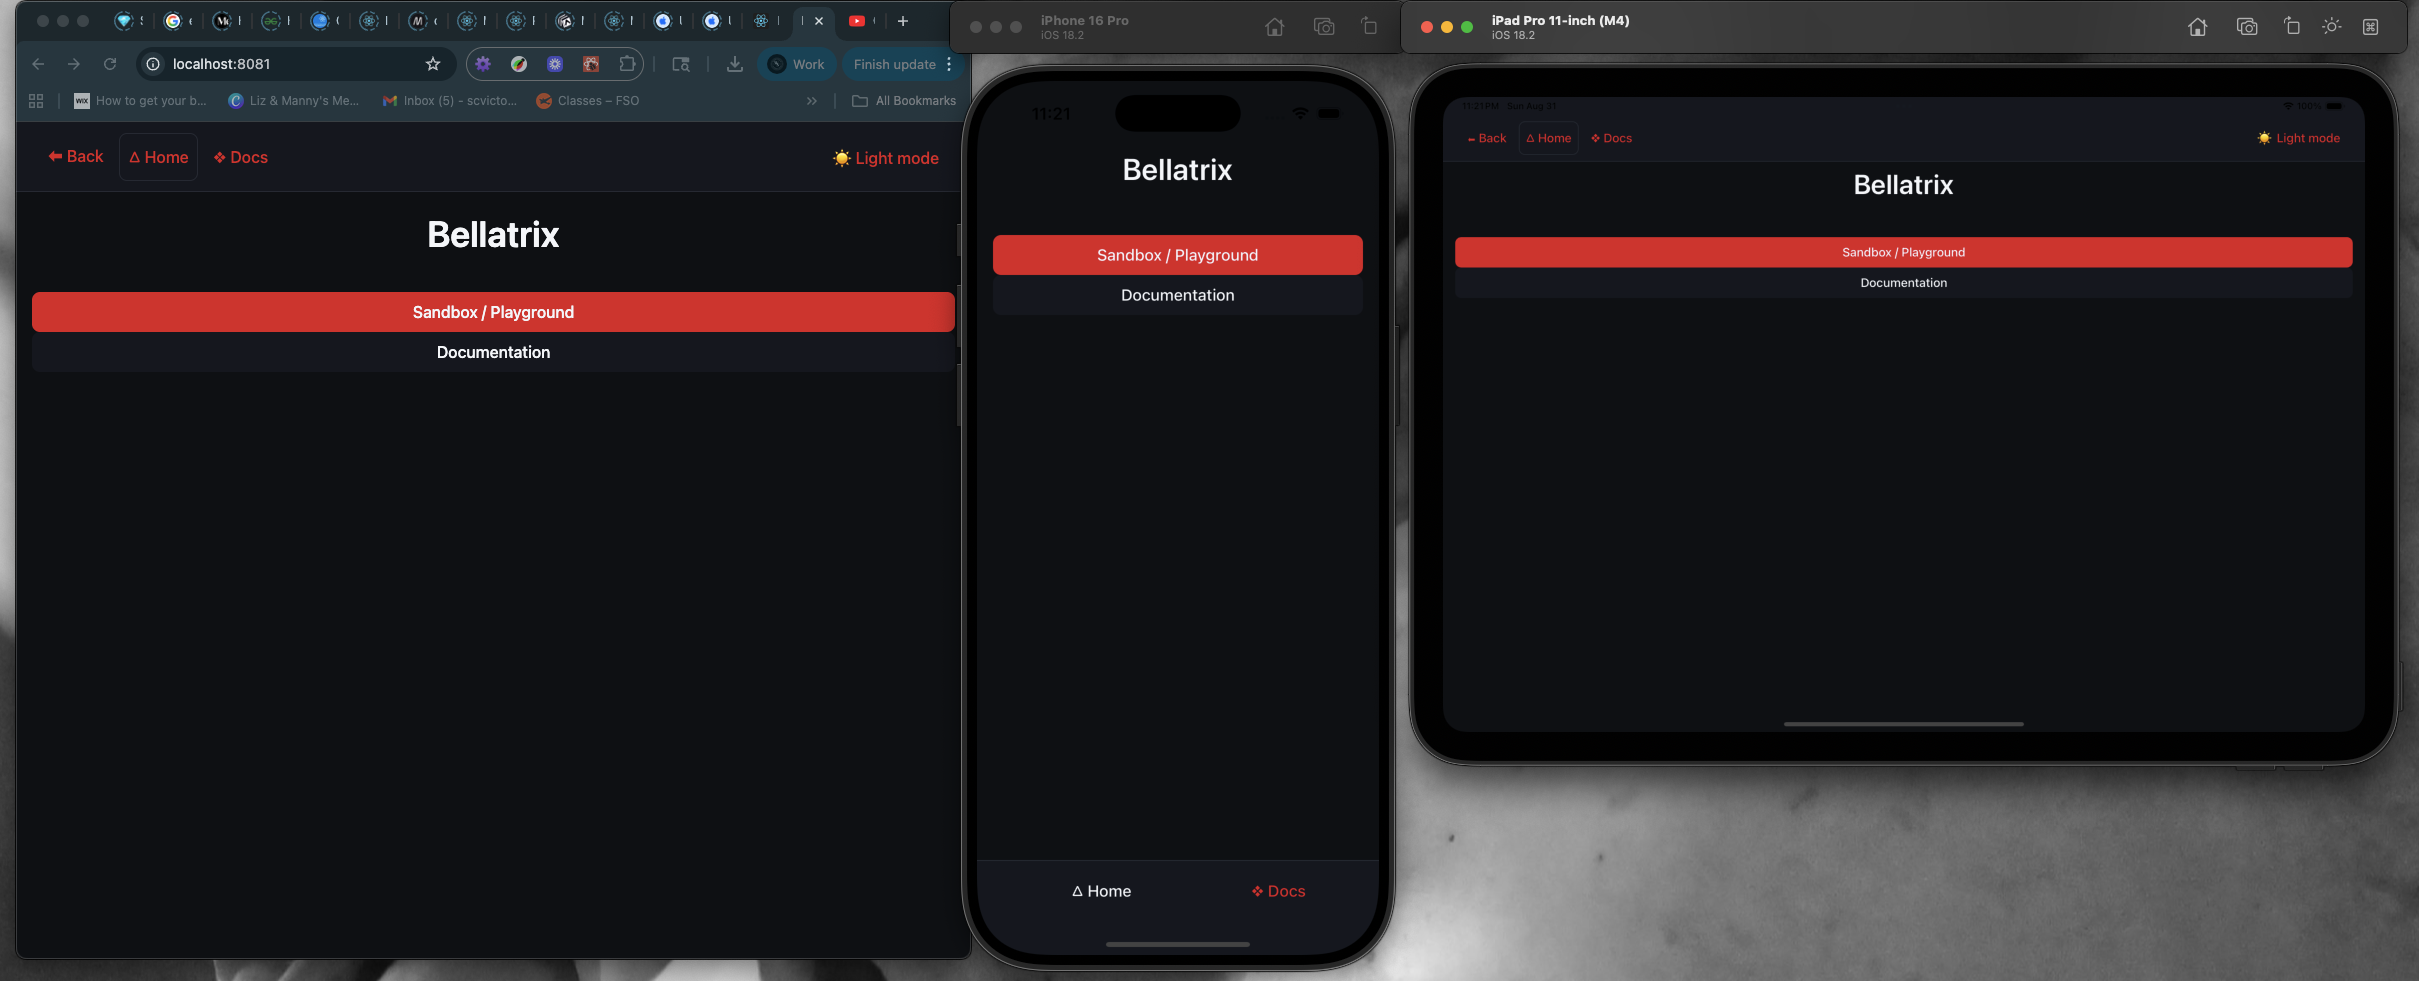 localhost:8081
Work
Finish update
How to get your b...
Liz & Manny's Me...
Inbox (5) - scvicto...
Classes – FSO
All Bookmarks
Back
Home
Docs
Light mode
Bellatrix
Sandbox / Playground
Documentation
iPhone 16 Pro
iOS 18.2
11:21
Bellatrix
Sandbox / Playground
Documentation
Home
Docs
iPad Pro 11-inch (M4)
iOS 18.2
11:21 PM Sun Aug 31
100%
Back
Home
Docs
Light mode
Bellatrix
Sandbox / Playground
Documentation